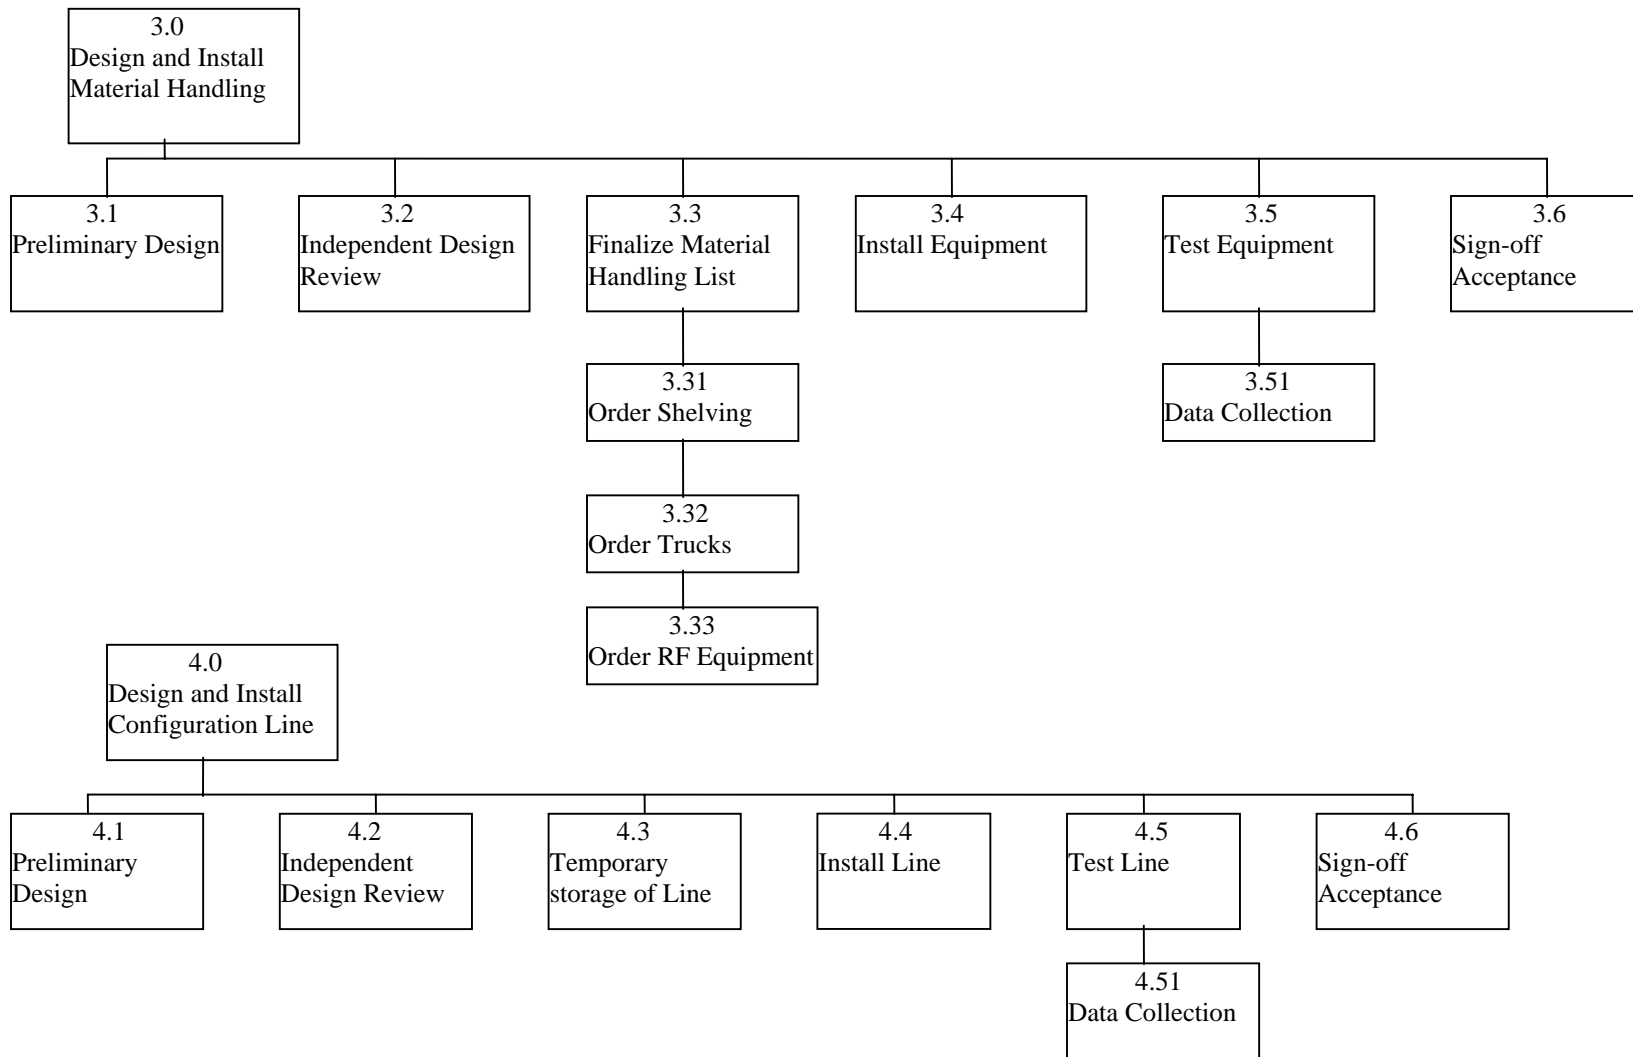 3.0
Design and Install
Material Handling
3.1
Preliminary Design
3.2
Independent Design
Review
3.3
Finalize Material
Handling List
3.4
Install Equipment
3.5
Test Equipment
3.6
Sign-off
Acceptance
3.31
Order Shelving
3.51
Data Collection
3.32
Order Trucks
3.33
Order RF Equipment
4.0
Design and Install
Configuration Line
4.1
Preliminary
Design
4.2
Independent
Design Review
4.3
Temporary
storage of Line
4.4
Install Line
4.5
Test Line
4.6
Sign-off
Acceptance
4.51
Data Collection